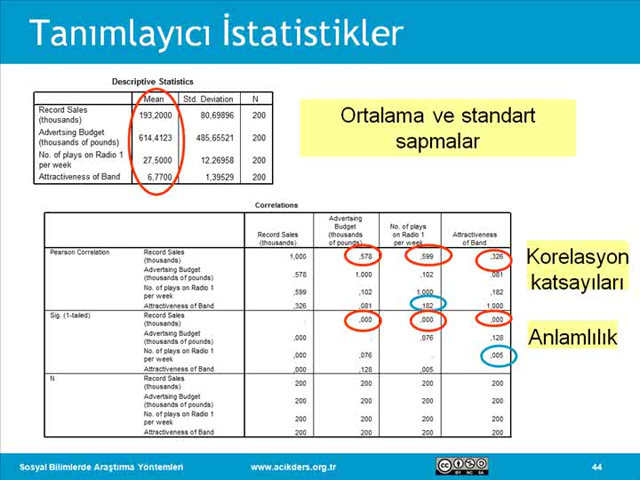 Tanımlayıcı İstatistikler
Descriptive Statistics
Mean Std. Deviation N
Record Sales
(thousands) 193,2000 80,69896 200
Advertsing Budget
(thousands of pounds) 614,4123 485,65521 200
No. of plays on Radio 1
per week 27,5000 12,26958 200
Attractiveness of Band 6,7700 1,39529 200
Ortalama ve standart
sapmalar
Correlations
Record Sales
(thousands)
Advertsing
Budget
(thousands
of pounds)
No. of plays
on Radio 1
per week
Attractiveness
of Band
Pearson Correlation Record Sales
(thousands) 1,000 ,578 ,599 ,326
Advertsing Budget
(thousands of pounds) ,578 1,000 ,102 ,081
No. of plays on Radio 1
per week ,599 ,102 1,000 ,182
Attractiveness of Band ,326 ,081 ,182 1,000
Sig. (1-tailed) Record Sales
(thousands) . ,000 ,000 ,000
Advertsing Budget
(thousands of pounds) ,000 . ,076 ,128
No. of plays on Radio 1
per week ,000 ,076 . ,005
Attractiveness of Band ,000 ,128 ,005
N Record Sales
(thousands) 200 200 200 200
Advertsing Budget
(thousands of pounds) 200 200 200 200
No. of plays on Radio 1
per week 200 200 200 200
Attractiveness of Band 200 200 200 200
Korelasyon
katsayıları
Anlamlılık
Sosyal Bilimlerde Araştırma Yöntemleri www.acikders.org.tr cc BY NC SA 44